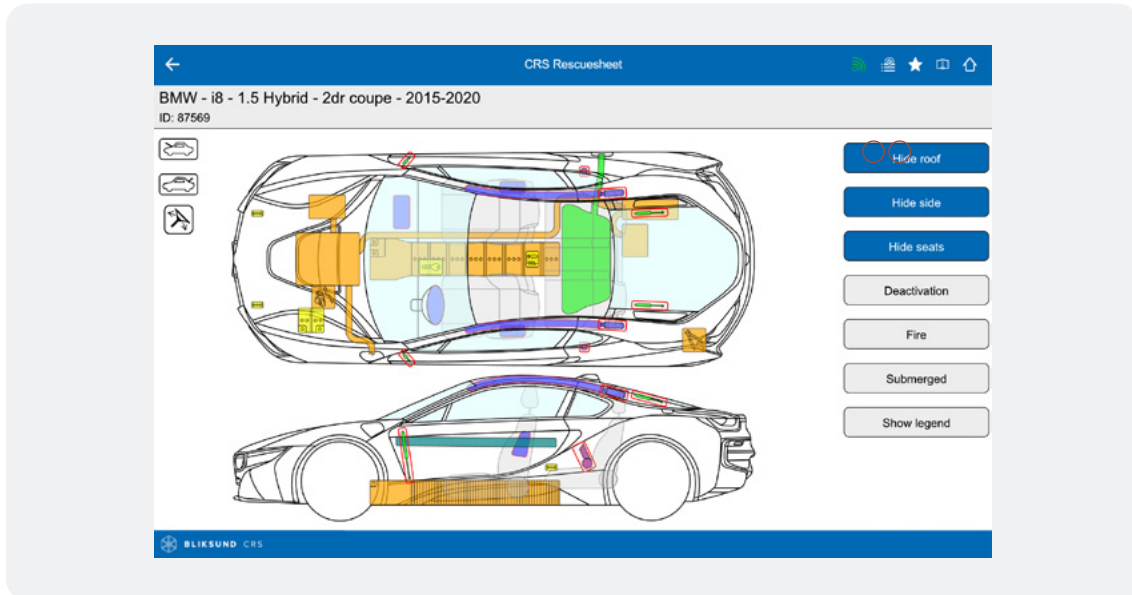 CRS Rescuesheet
BMW - i8 - 1.5 Hybrid - 2dr coupe - 2015-2020
ID: 87569
Hide roof
Hide side
Hide seats
Deactivation
Fire
Submerged
Show legend
BLIKSUND CRS